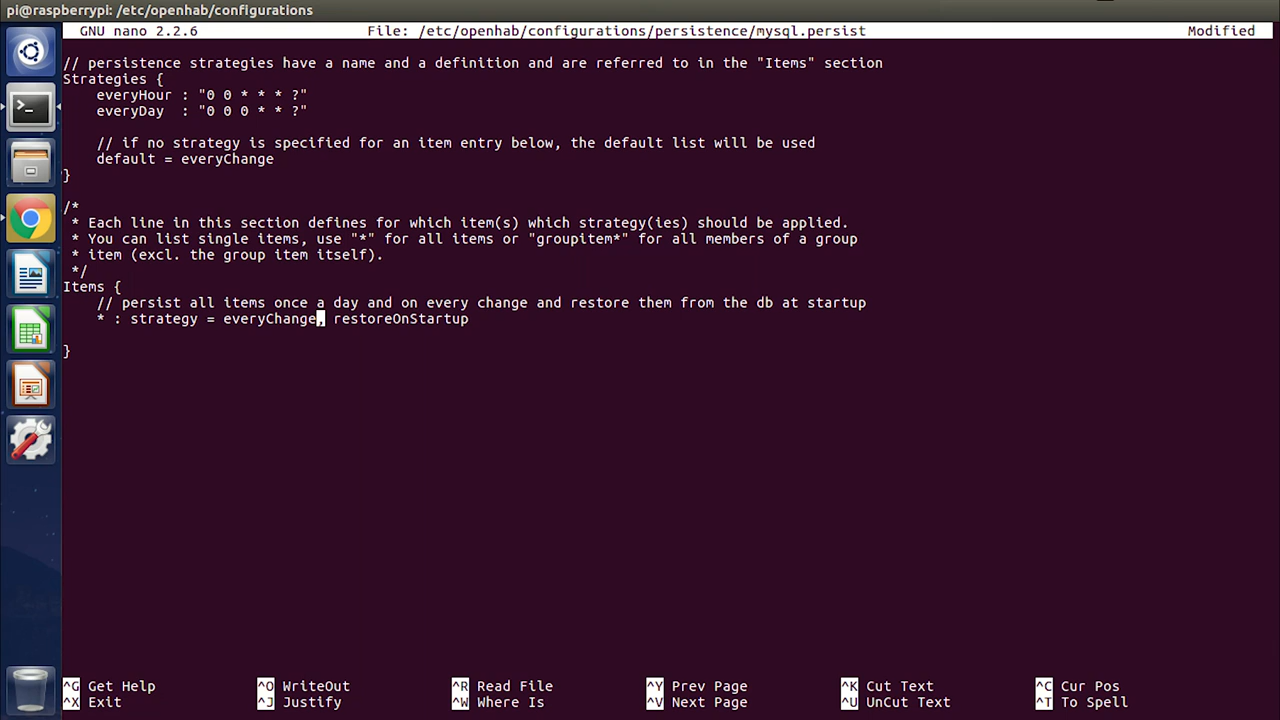 pi@raspberrypi: /etc/openhab/configurations
GNU nano 2.2.6 File: /etc/openhab/configurations/persistence/mysql.persist Modified
// persistence strategies have a name and a definition and are referred to in the "Items" section
Strategies {
everyHour : "0 0 * * * ?"
everyDay : "0 0 0 * * ?"
// if no strategy is specified for an item entry below, the default list will be used
default = everyChange
}
/*
* Each line in this section defines for which item(s) which strategy(ies) should be applied.
* You can list single items, use "*" for all items or "groupitem*" for all members of a group
* item (excl. the group item itself).
*/
Items {
// persist all items once a day and on every change and restore them from the db at startup
* : strategy = everyChange, restoreOnStartup
}
^G Get Help ^O WriteOut ^R Read File ^Y Prev Page ^K Cut Text ^C Cur Pos
^X Exit ^J Justify ^W Where Is ^V Next Page ^U UnCut Text ^T To Spell